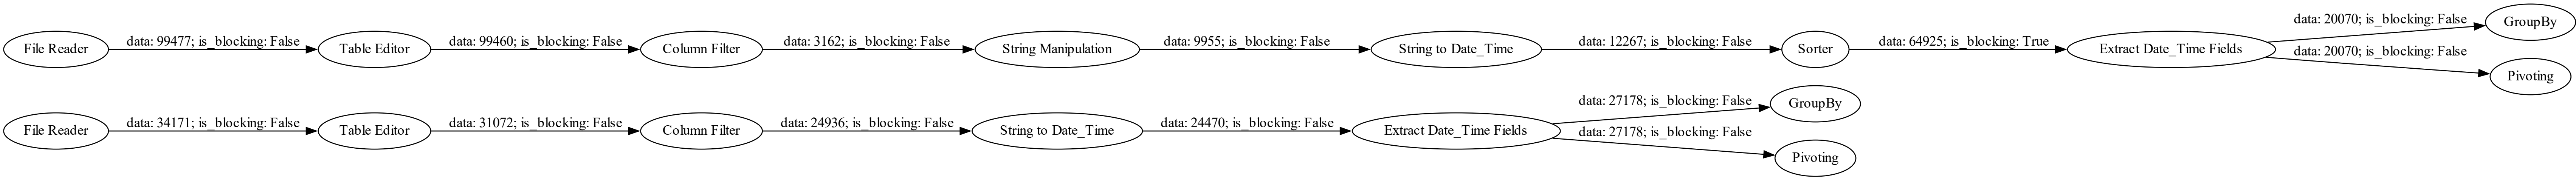 File Reader
data: 99477; is_blocking: False
Table Editor
data: 99460; is_blocking: False
Column Filter
data: 3162; is_blocking: False
String Manipulation
data: 9955; is_blocking: False
String to Date_Time
data: 12267; is_blocking: False
Sorter
data: 64925; is_blocking: True
Extract Date_Time Fields
data: 20070; is_blocking: False
GroupBy
data: 20070; is_blocking: False
Pivoting
File Reader
data: 34171; is_blocking: False
Table Editor
data: 31072; is_blocking: False
Column Filter
data: 24936; is_blocking: False
String to Date_Time
data: 24470; is_blocking: False
Extract Date_Time Fields
data: 27178; is_blocking: False
GroupBy
data: 27178; is_blocking: False
Pivoting